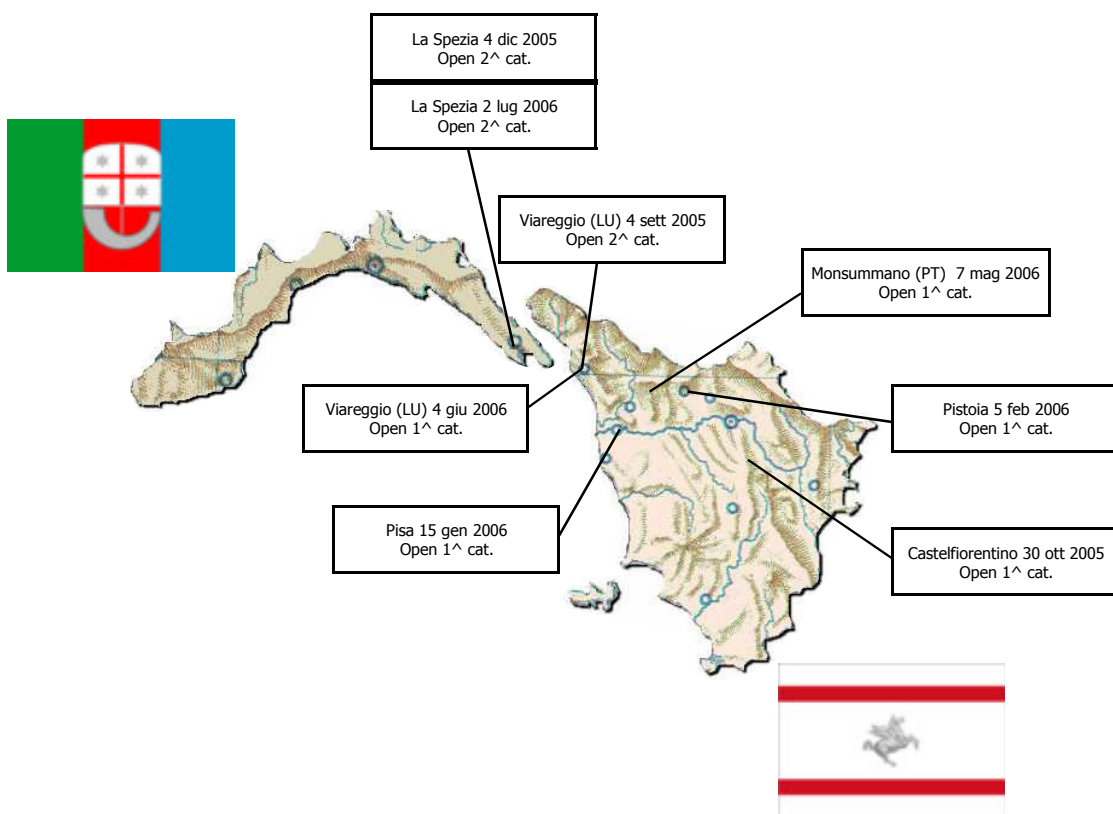 La Spezia 4 dic 2005
Open 2^ cat.
La Spezia 2 lug 2006
Open 2^ cat.
Viareggio (LU) 4 sett 2005
Open 2^ cat.
Monsummano (PT)  7 mag 2006
Open 1^ cat.
Viareggio (LU) 4 giu 2006
Open 1^ cat.
Pistoia 5 feb 2006
Open 1^ cat.
Pisa 15 gen 2006
Open 1^ cat.
Castelfiorentino 30 ott 2005
Open 1^ cat.